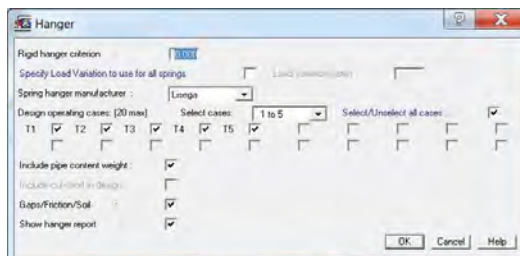 Hanger
Rigid hanger criterion
Specify Load Variation to use for all springs
Spring hanger manufacturer : Lisega
Design operating cases: (20 max) Select cases: 1 to 5 Select/Unselect all cases
T1 T2 T3 T4 T5
Include pipe content weight :
Include cut short in design
Gaps/Friction/Soil
Show hanger report
OK Cancel Help